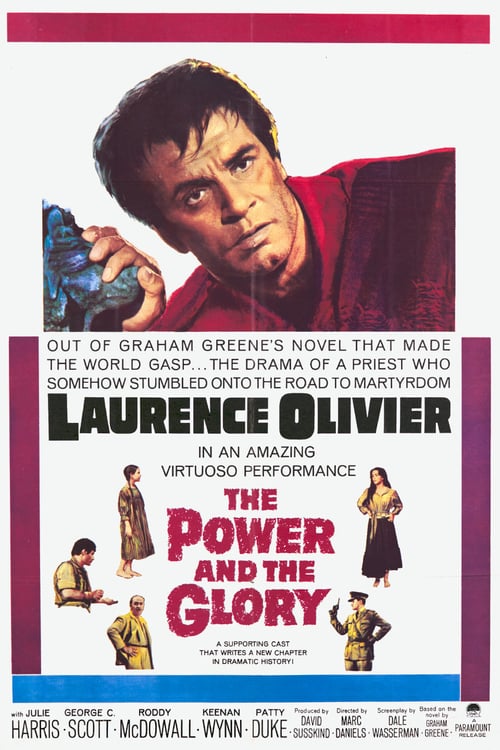 OUT OF GRAHAM GREENE'S NOVEL THAT MADE
THE WORLD GASP...THE DRAMA OF A PRIEST WHO
SOMEHOW STUMBLED ONTO THE ROAD TO MARTYRDOM
LAURENCE OLIVIER
IN AN AMAZING
VIRTUOSO PERFORMANCE
THE
POWER
AND THE
GLORY
A SUPPORTING CAST
THAT WRITES A NEW CHAPTER
IN DRAMATIC HISTORY!
with JULIE HARRIS · GEORGE C. SCOTT · RODDY McDOWALL · KEENAN WYNN · PATTY DUKE · Produced by DAVID SUSSKIND · Directed by MARC DANIELS · Screenplay by DALE WASSERMAN · Based on the novel by GRAHAM GREENE · A PARAMOUNT RELEASE